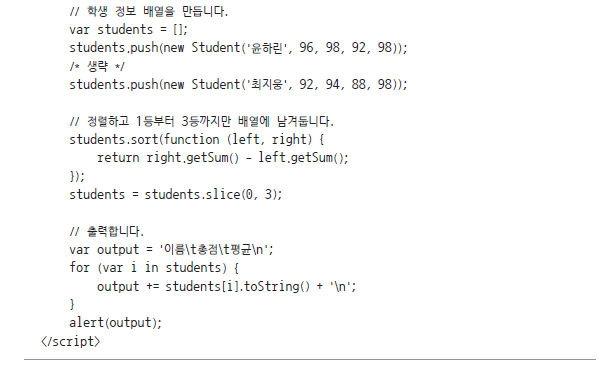 // 학생 정보 배열을 만듭니다.
var students = [];
students.push(new Student('윤하린', 96, 98, 92, 98));
/* 생략 */
students.push(new Student('최지웅', 92, 94, 88, 98));
// 정렬하고 1등부터 3등까지만 배열에 남겨둡니다.
students.sort(function (left, right) {
return right.getSum() - left.getSum();
});
students = students.slice(0, 3);
// 출력합니다.
var output = '이름\t총점\t평균\n';
for (var i in students) {
output += students[i].toString() + '\n';
}
alert(output);
</script>